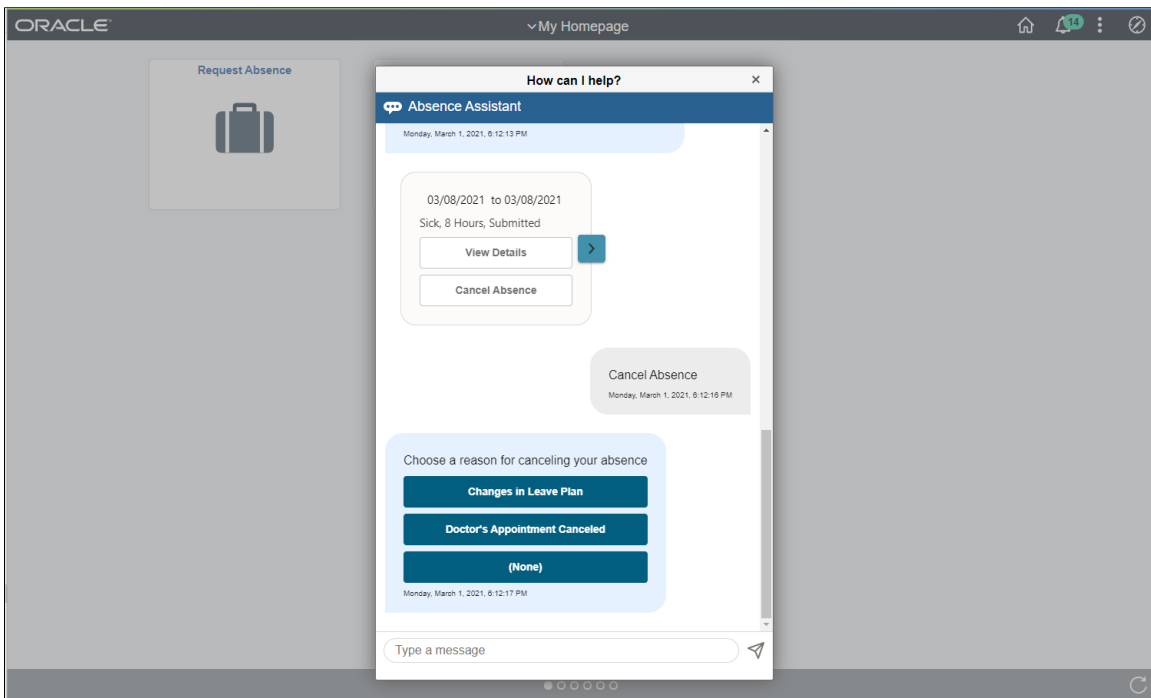 ORACLE
My Homepage
14
Request Absence
How can I help?
Absence Assistant
Monday, March 1, 2021, 6:12:13 PM
03/08/2021 to 03/08/2021
Sick, 8 Hours, Submitted
View Details
Cancel Absence
Cancel Absence
Monday, March 1, 2021, 6:12:16 PM
Choose a reason for canceling your absence
Changes in Leave Plan
Doctor's Appointment Canceled
(None)
Monday, March 1, 2021, 6:12:17 PM
Type a message